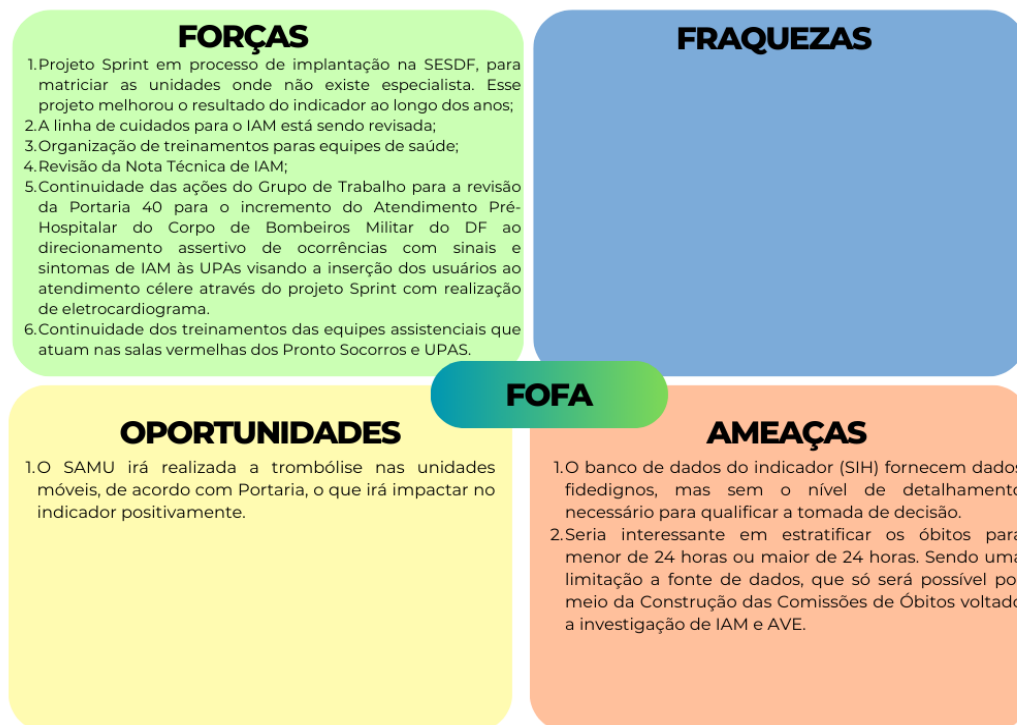 FORÇAS
1.Projeto Sprint em processo de implantação na SESDF, para
matriciar as unidades onde não existe especialista. Esse
projeto melhorou o resultado do indicador ao longo dos anos;
2.A linha de cuidados para o IAM está sendo revisada;
3.Organização de treinamentos paras equipes de saúde;
4.Revisão da Nota Técnica de IAM;
5.Continuidade das ações do Grupo de Trabalho para a revisão
da Portaria 40 para o incremento do Atendimento Pré-
Hospitalar do Corpo de Bombeiros Militar do DF ao
direcionamento assertivo de ocorrências com sinais e
sintomas de IAM às UPAs visando a inserção dos usuários ao
atendimento célere através do projeto Sprint com realização
de eletrocardiograma.
6.Continuidade dos treinamentos das equipes assistenciais que
atuam nas salas vermelhas dos Pronto Socorros e UPAS.
FRAQUEZAS
FOFA
OPORTUNIDADES
1.O SAMU irá realizada a trombólise nas unidades
móveis, de acordo com Portaria, o que irá impactar no
indicador positivamente.
AMEAÇAS
1.O banco de dados do indicador (SIH) fornecem dados
fidedignos, mas sem o nível de detalhamento
necessário para qualificar a tomada de decisão.
2.Seria interessante em estratificar os óbitos para
menor de 24 horas ou maior de 24 horas. Sendo uma
limitação a fonte de dados, que só será possível po
meio da Construção das Comissões de Óbitos voltado
a investigação de IAM e AVE.